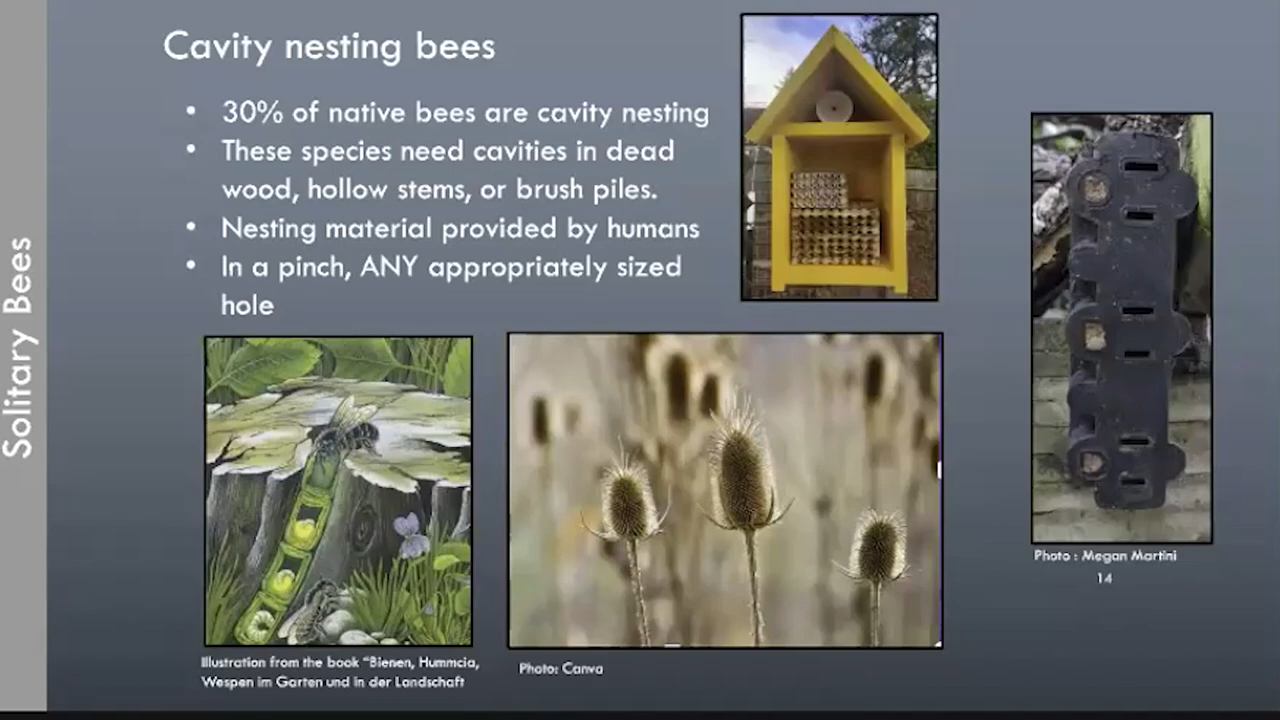 Solitary Bees
Cavity nesting bees
• 30% of native bees are cavity nesting
• These species need cavities in dead
wood, hollow stems, or brush piles.
• Nesting material provided by humans
• In a pinch, ANY appropriately sized
hole
Illustration from the book “Bienen, Hummcia,
Wespen im Garten und in der Landschaft
Photo: Canva
Photo : Megan Martini
14